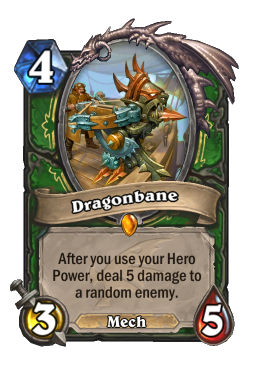 4
Dragonbane
After you use your Hero
Power, deal 5 damage to
a random enemy.
3
Mech
5